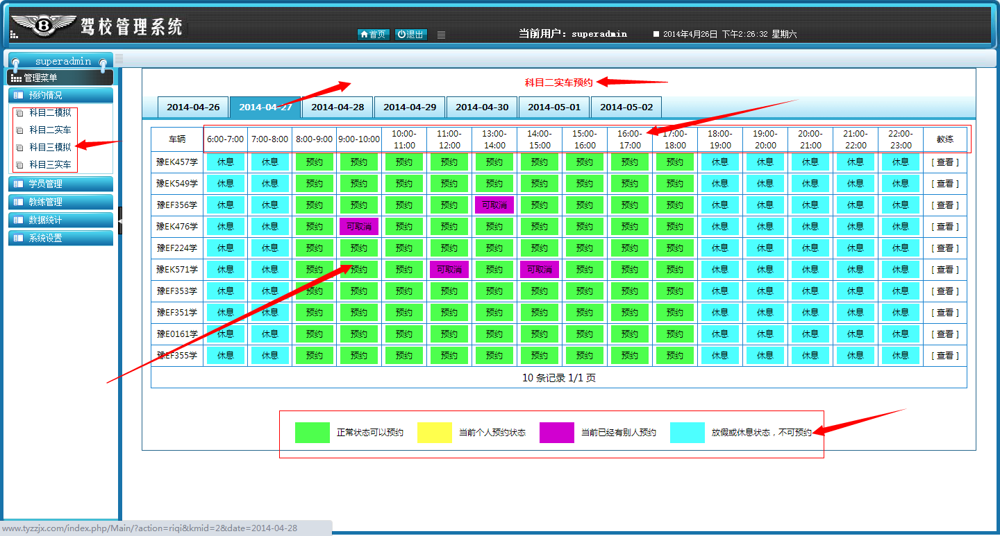 驾校管理系统
首页 退出
当前用户：superadmin
2014年4月26日 下午2:26:32 星期六
superadmin
管理菜单
预约情况
科目二模拟
科目二实车
科目三模拟
科目三实车
学员管理
教练管理
数据统计
系统设置
科目二实车预约
2014-04-26 2014-04-27 2014-04-28 2014-04-29 2014-04-30 2014-05-01 2014-05-02
车辆 6:00-7:00 7:00-8:00 8:00-9:00 9:00-10:00 10:00-11:00 11:00-12:00 13:00-14:00 14:00-15:00 15:00-16:00 16:00-17:00 17:00-18:00 18:00-19:00 19:00-20:00 20:00-21:00 21:00-22:00 22:00-23:00 教练
豫EK457学 休息 休息 预约 预约 预约 预约 预约 预约 预约 预约 预约 休息 休息 休息 休息 休息 [ 查看 ]
豫EK549学 休息 休息 预约 预约 预约 预约 预约 预约 预约 预约 预约 休息 休息 休息 休息 休息 [ 查看 ]
豫EF356学 休息 休息 预约 预约 预约 预约 可取消 预约 预约 预约 预约 休息 休息 休息 休息 休息 [ 查看 ]
豫EK476学 休息 休息 预约 可取消 预约 预约 预约 预约 预约 预约 预约 休息 休息 休息 休息 休息 [ 查看 ]
豫EF224学 休息 休息 预约 预约 预约 预约 预约 预约 预约 预约 预约 休息 休息 休息 休息 休息 [ 查看 ]
豫EK571学 休息 休息 预约 预约 预约 可取消 预约 可取消 预约 预约 预约 休息 休息 休息 休息 休息 [ 查看 ]
豫EF353学 休息 休息 预约 预约 预约 预约 预约 预约 预约 预约 预约 休息 休息 休息 休息 休息 [ 查看 ]
豫EF351学 休息 休息 预约 预约 预约 预约 预约 预约 预约 预约 预约 休息 休息 休息 休息 休息 [ 查看 ]
豫E0161学 休息 休息 预约 预约 预约 预约 预约 预约 预约 预约 预约 休息 休息 休息 休息 休息 [ 查看 ]
豫EF355学 休息 休息 预约 预约 预约 预约 预约 预约 预约 预约 预约 休息 休息 休息 休息 休息 [ 查看 ]
10 条记录 1/1 页
正常状态可以预约 当前个人预约状态 当前已经有别人预约 放假或休息状态，不可预约
www.tyzzjx.com/index.php/Main/?action=riqi&kmid=2&date=2014-04-28